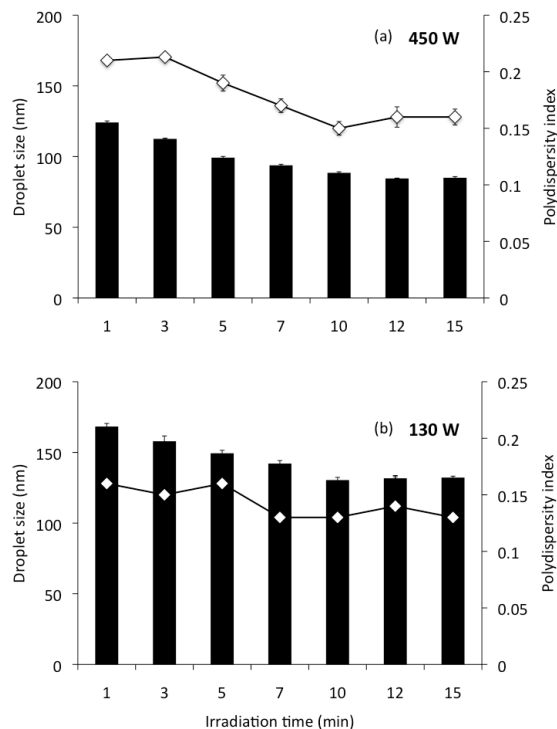 200
150
100
50
0
Droplet size (nm)
(a) 450 W
0.25
0.2
0.15
0.1
0.05
0
Polydispersity index
1 3 5 7 10 12 15
200
150
100
50
0
Droplet size (nm)
(b) 130 W
0.25
0.2
0.15
0.1
0.05
0
Polydispersity index
1 3 5 7 10 12 15
Irradiation time (min)